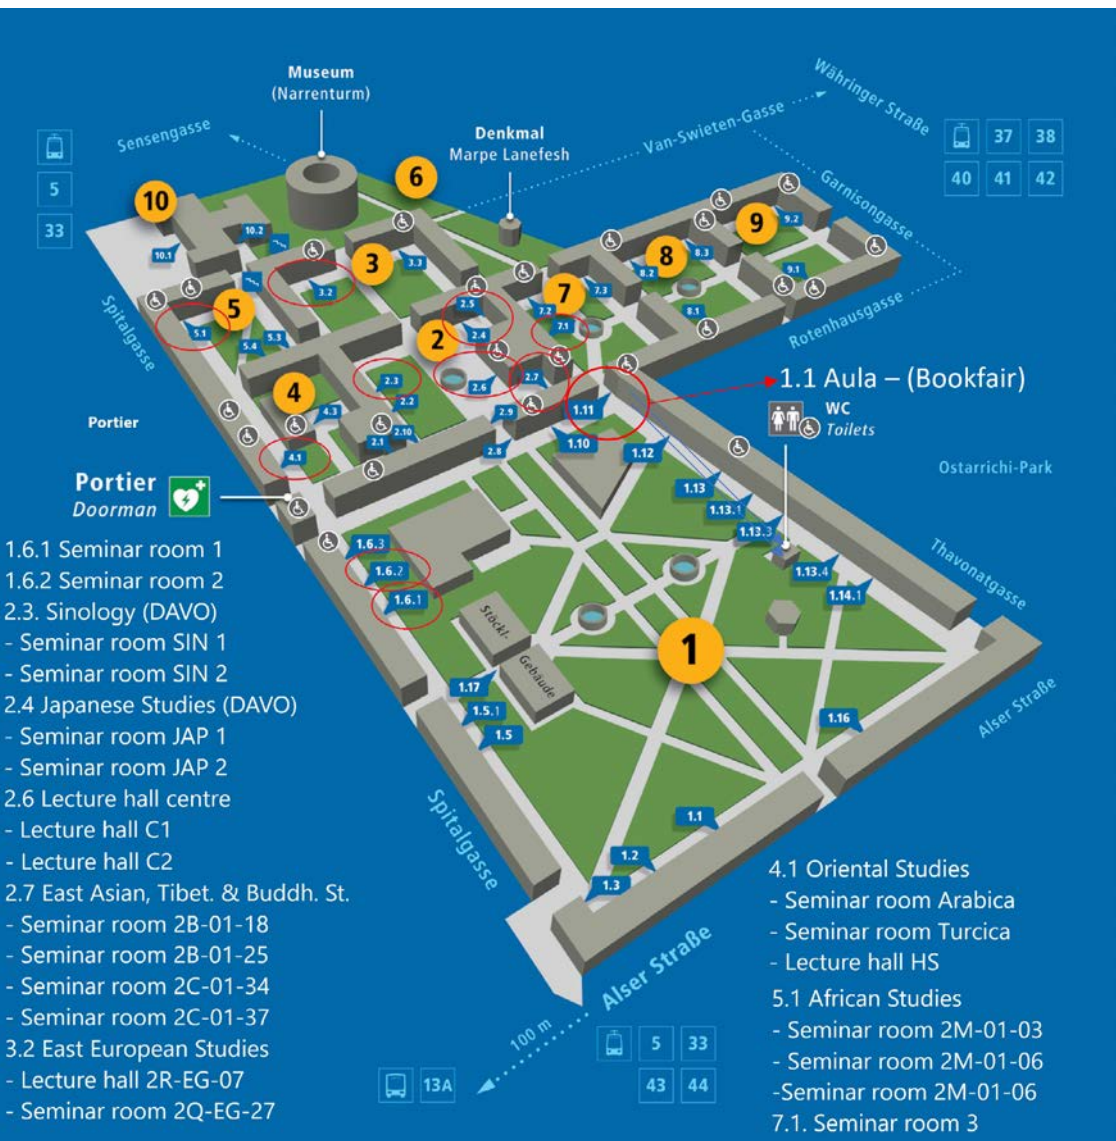 Museum
(Narrenturm)
Sensengasse
Denkmal
Marpe Lanefesh
Van-Swieten-Gasse
Währinger Straße
37 38
40 41 42
Garnisongasse
5
33
6
10
10.1
10.2
9
9.2
9.1
3
3.3
3.2
8
8.3
8.2
8.1
7
7.3
7.2
7.1
5
5.1
5.3
5.4
2
2.5
2.4
2.3
2.2
2.6
2.7
2.9
2.8
2.10
2.1
4
4.3
4.1
Spitalgasse
Rotenhausgasse
1.1 Aula – (Bookfair)
WC
Toilets
Ostarrichi-Park
Portier
Portier
Doorman
1.11
1.10
1.12
1.13
1.13.1
1.13.3
1.13.4
1.14.1
Thavonatgasse
1.6.3
1.6.2
1.6.1
Stöckl-
Gebäude
1
1.17
1.5.1
1.5
1.16
Alser Straße
Spitalgasse
1.1
1.2
1.3
Alser Straße
100 m
13A
5 33
43 44
1.6.1 Seminar room 1
1.6.2 Seminar room 2
2.3. Sinology (DAVO)
- Seminar room SIN 1
- Seminar room SIN 2
2.4 Japanese Studies (DAVO)
- Seminar room JAP 1
- Seminar room JAP 2
2.6 Lecture hall centre
- Lecture hall C1
- Lecture hall C2
2.7 East Asian, Tibet. & Buddh. St.
- Seminar room 2B-01-18
- Seminar room 2B-01-25
- Seminar room 2C-01-34
- Seminar room 2C-01-37
3.2 East European Studies
- Lecture hall 2R-EG-07
- Seminar room 2Q-EG-27
4.1 Oriental Studies
- Seminar room Arabica
- Seminar room Turcica
- Lecture hall HS
5.1 African Studies
- Seminar room 2M-01-03
- Seminar room 2M-01-06
-Seminar room 2M-01-06
7.1. Seminar room 3